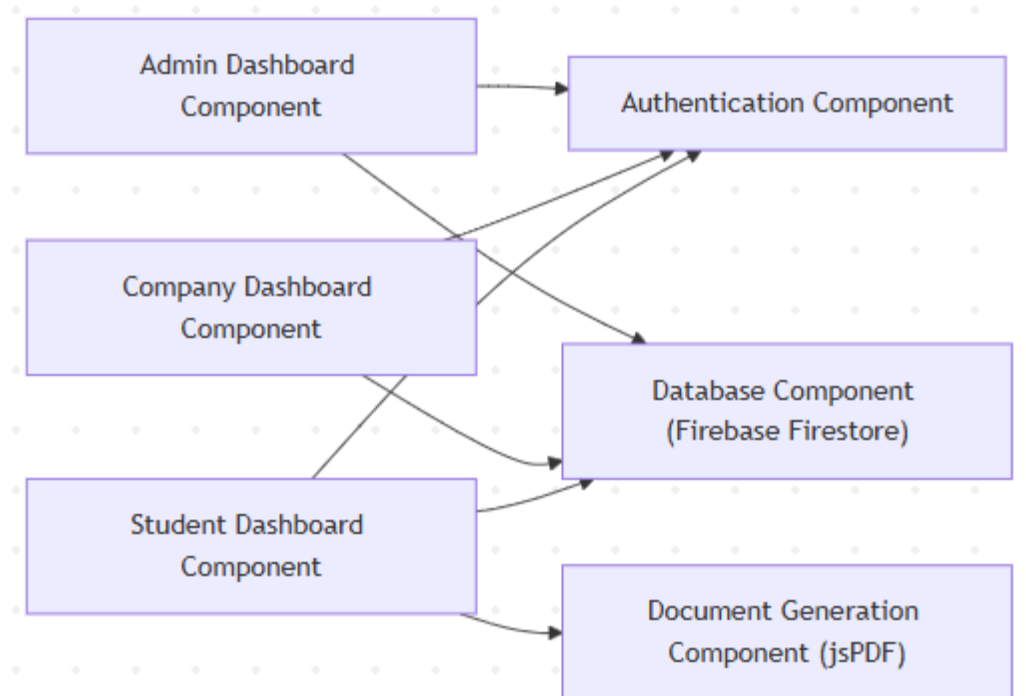 Admin Dashboard
Component
Authentication Component
Company Dashboard
Component
Database Component
(Firebase Firestore)
Student Dashboard
Component
Document Generation
Component (jsPDF)